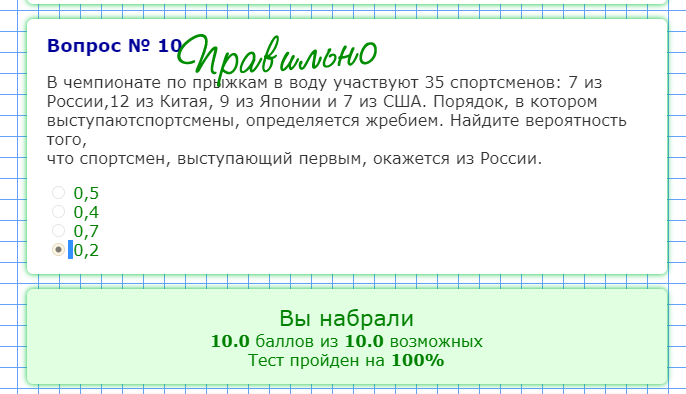 Вопрос № 10
Правильно
В чемпионате по прыжкам в воду участвуют 35 спортсменов: 7 из
России,12 из Китая, 9 из Японии и 7 из США. Порядок, в котором
выступаютспортсмены, определяется жребием. Найдите вероятность
того,
что спортсмен, выступающий первым, окажется из России.
0,5
0,4
0,7
0,2
Вы набрали
10.0 баллов из 10.0 возможных
Тест пройден на 100%